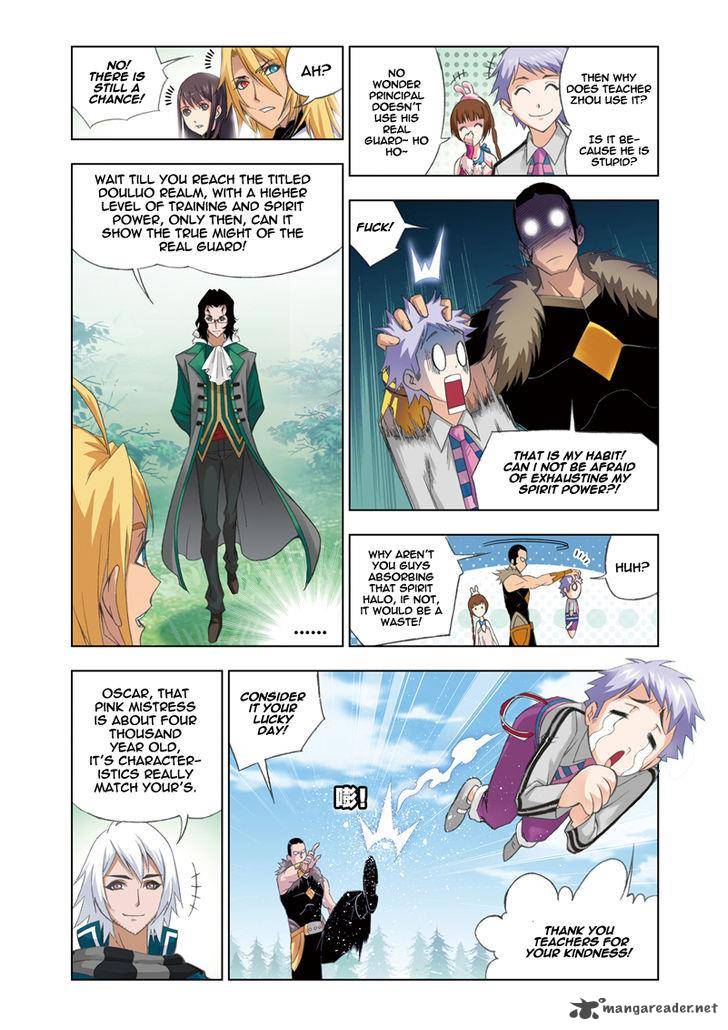 NO!
THERE IS
STILL A
CHANCE!
AH?
NO
WONDER
PRINCIPAL
DOESN'T
USE HIS
REAL
GUARD~ HO
HO~
THEN WHY
DOES TEACHER
ZHOU USE IT?
IS IT BE-
CAUSE HE IS
STUPID?
WAIT TILL YOU REACH THE TITLED
DOULUO REALM, WITH A HIGHER
LEVEL OF TRAINING AND SPIRIT
POWER, ONLY THEN, CAN IT
SHOW THE TRUE MIGHT OF THE
REAL GUARD!
......
FUCK!
THAT IS MY HABIT!
CAN I NOT BE AFRAID
OF EXHAUSTING MY
SPIRIT POWER?!
WHY AREN'T
YOU GUYS
ABSORBING
THAT SPIRIT
HALO, IF NOT,
IT WOULD BE A
WASTE!
HUH?
OSCAR, THAT
PINK MISTRESS
IS ABOUT FOUR
THOUSAND
YEAR OLD,
IT'S CHARACTER-
ISTICS REALLY
MATCH YOUR'S.
CONSIDER
IT YOUR
LUCKY
DAY!
嘭!
THANK YOU
TEACHERS FOR
YOUR KINDNESS!
mangareader.net